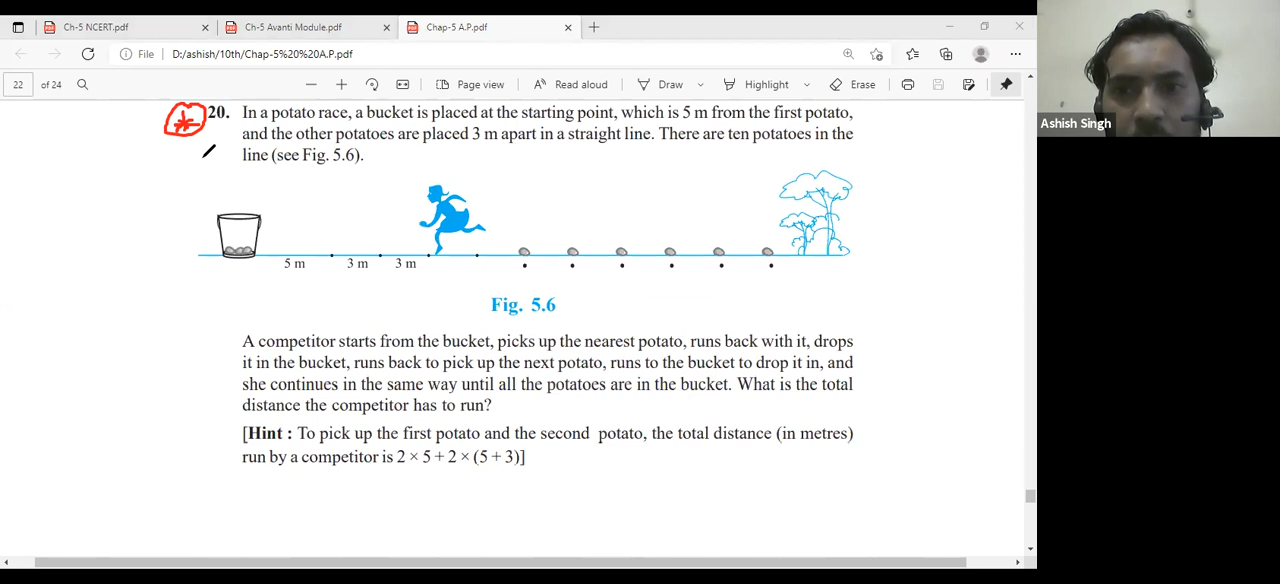 Ch-5 NCERT.pdf
Ch-5 Avanti Module.pdf
Chap-5 A.P.pdf
File
D:/ashish/10th/Chap-5%20%20A.P.pdf
22 of 24
Page view
Read aloud
Draw
Highlight
Erase
Ashish Singh
20. In a potato race, a bucket is placed at the starting point, which is 5 m from the first potato,
and the other potatoes are placed 3 m apart in a straight line. There are ten potatoes in the
line (see Fig. 5.6).
5 m 3 m 3 m
Fig. 5.6
A competitor starts from the bucket, picks up the nearest potato, runs back with it, drops
it in the bucket, runs back to pick up the next potato, runs to the bucket to drop it in, and
she continues in the same way until all the potatoes are in the bucket. What is the total
distance the competitor has to run?
[Hint : To pick up the first potato and the second potato, the total distance (in metres)
run by a competitor is 2 × 5 + 2 × (5 + 3)]